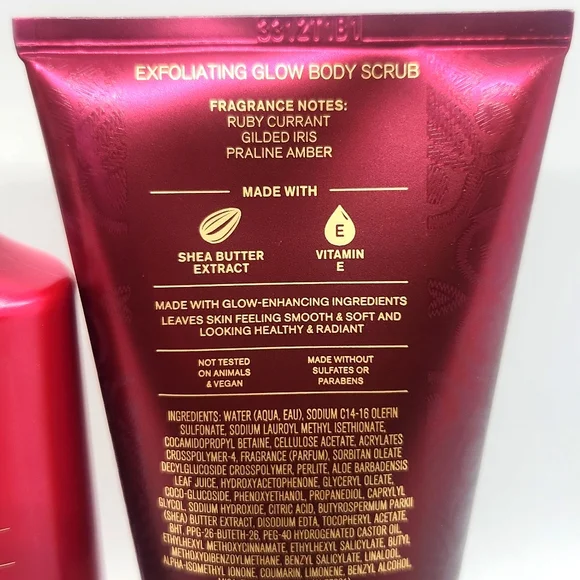 3312T1B1
EXFOLIATING GLOW BODY SCRUB
FRAGRANCE NOTES:
RUBY CURRANT
GILDED IRIS
PRALINE AMBER
MADE WITH
E
SHEA BUTTER
EXTRACT
VITAMIN
E
MADE WITH GLOW-ENHANCING INGREDIENTS
LEAVES SKIN FEELING SMOOTH & SOFT AND
LOOKING HEALTHY & RADIANT
NOT TESTED
ON ANIMALS
& VEGAN
MADE WITHOUT
SULFATES OR
PARABENS
INGREDIENTS: WATER (AQUA, EAU), SODIUM C14-16 OLEFIN
SULFONATE, SODIUM LAUROYL METHYL ISETHIONATE,
COCAMIDOPROPYL BETAINE, CELLULOSE ACETATE, ACRYLATES
CROSSPOLYMER-4, FRAGRANCE (PARFUM), SORBITAN OLEATE
DECYLGLUCOSIDE CROSSPOLYMER, PERLITE, ALOE BARBADENSIS
LEAF JUICE, HYDROXYACETOPHENONE, GLYCERYL OLEATE,
COCO-GLUCOSIDE, PHENOXYETHANOL, PROPANEDIOL, CAPRYLYL
GLYCOL, SODIUM HYDROXIDE, CITRIC ACID, BUTYROSPERMUM PARKII
(SHEA) BUTTER EXTRACT, DISODIUM EDTA, TOCOPHERYL ACETATE,
BHT, PPG-26-BUTETH-26, PEG-40 HYDROGENATED CASTOR OIL,
ETHYLHEXYL METHOXYCINNAMATE, ETHYLHEXYL SALICYLATE, BUTYL
METHOXYDIBENZOYLMETHANE, BENZYL SALICYLATE, LINALOOL,
ALPHA-ISOMETHYL IONONE, COUMARIN, LIMONENE, BENZYL ALCOHOL,